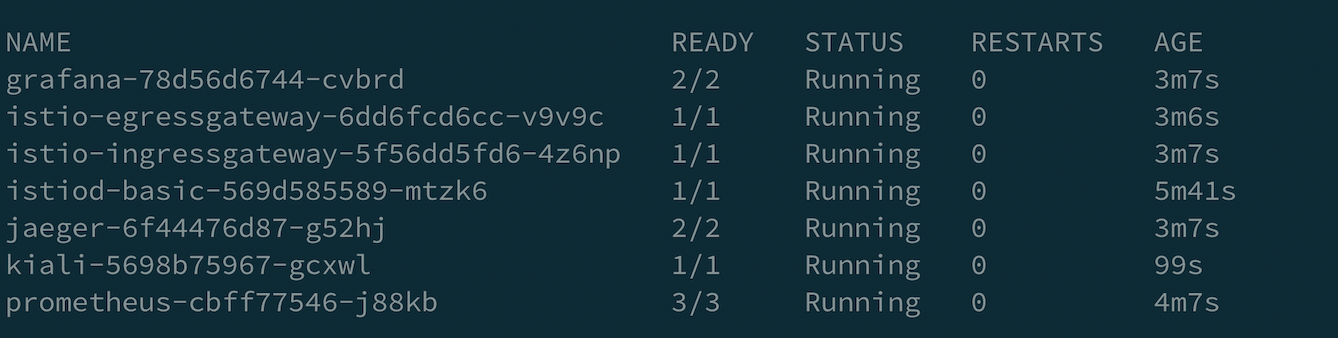 NAME READY STATUS RESTARTS AGE
grafana-78d56d6744-cvbrd 2/2 Running 0 3m7s
istio-egressgateway-6dd6fcd6cc-v9v9c 1/1 Running 0 3m6s
istio-ingressgateway-5f56dd5fd6-4z6np 1/1 Running 0 3m7s
istiod-basic-569d585589-mtzk6 1/1 Running 0 5m41s
jaeger-6f44476d87-g52hj 2/2 Running 0 3m7s
kiali-5698b75967-gcxwl 1/1 Running 0 99s
prometheus-cbff77546-j88kb 3/3 Running 0 4m7s